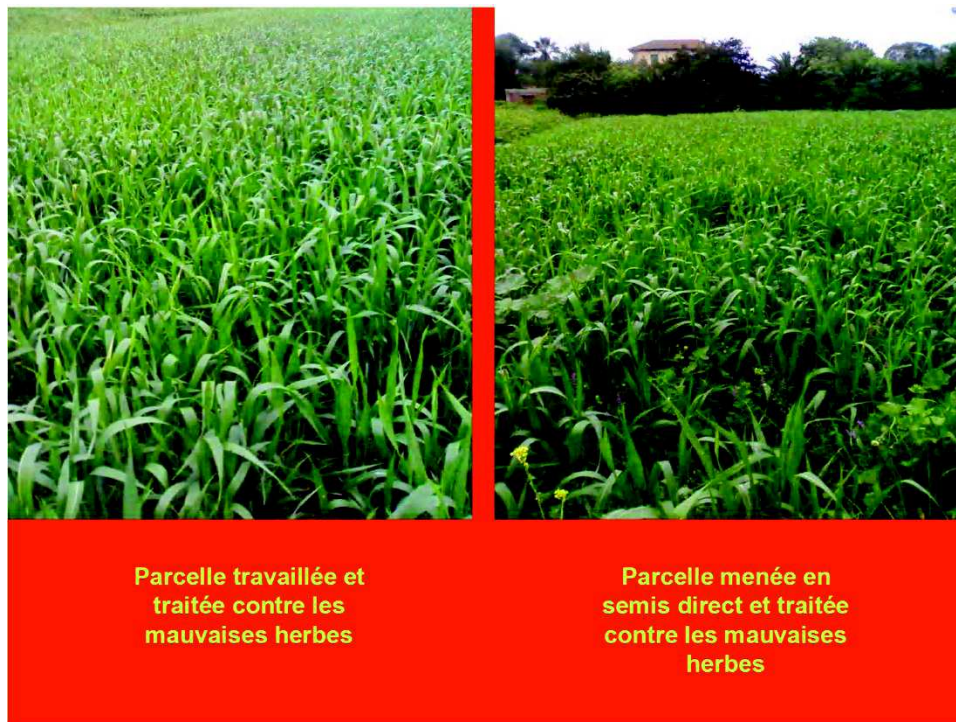 Parcelle travaillée et
traitée contre les
mauvaises herbes
Parcelle menée en
semis direct et traitée
contre les mauvaises
herbes